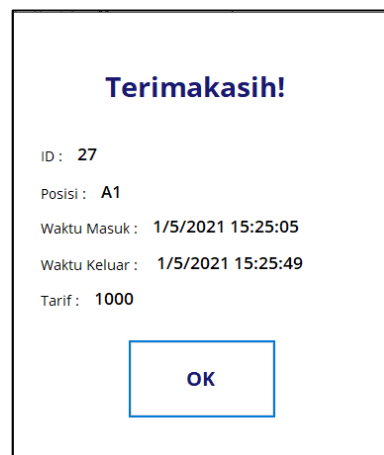 Terimakasih!
ID : 27
Posisi : A1
Waktu Masuk : 1/5/2021 15:25:05
Waktu Keluar : 1/5/2021 15:25:49
Tarif : 1000
OK